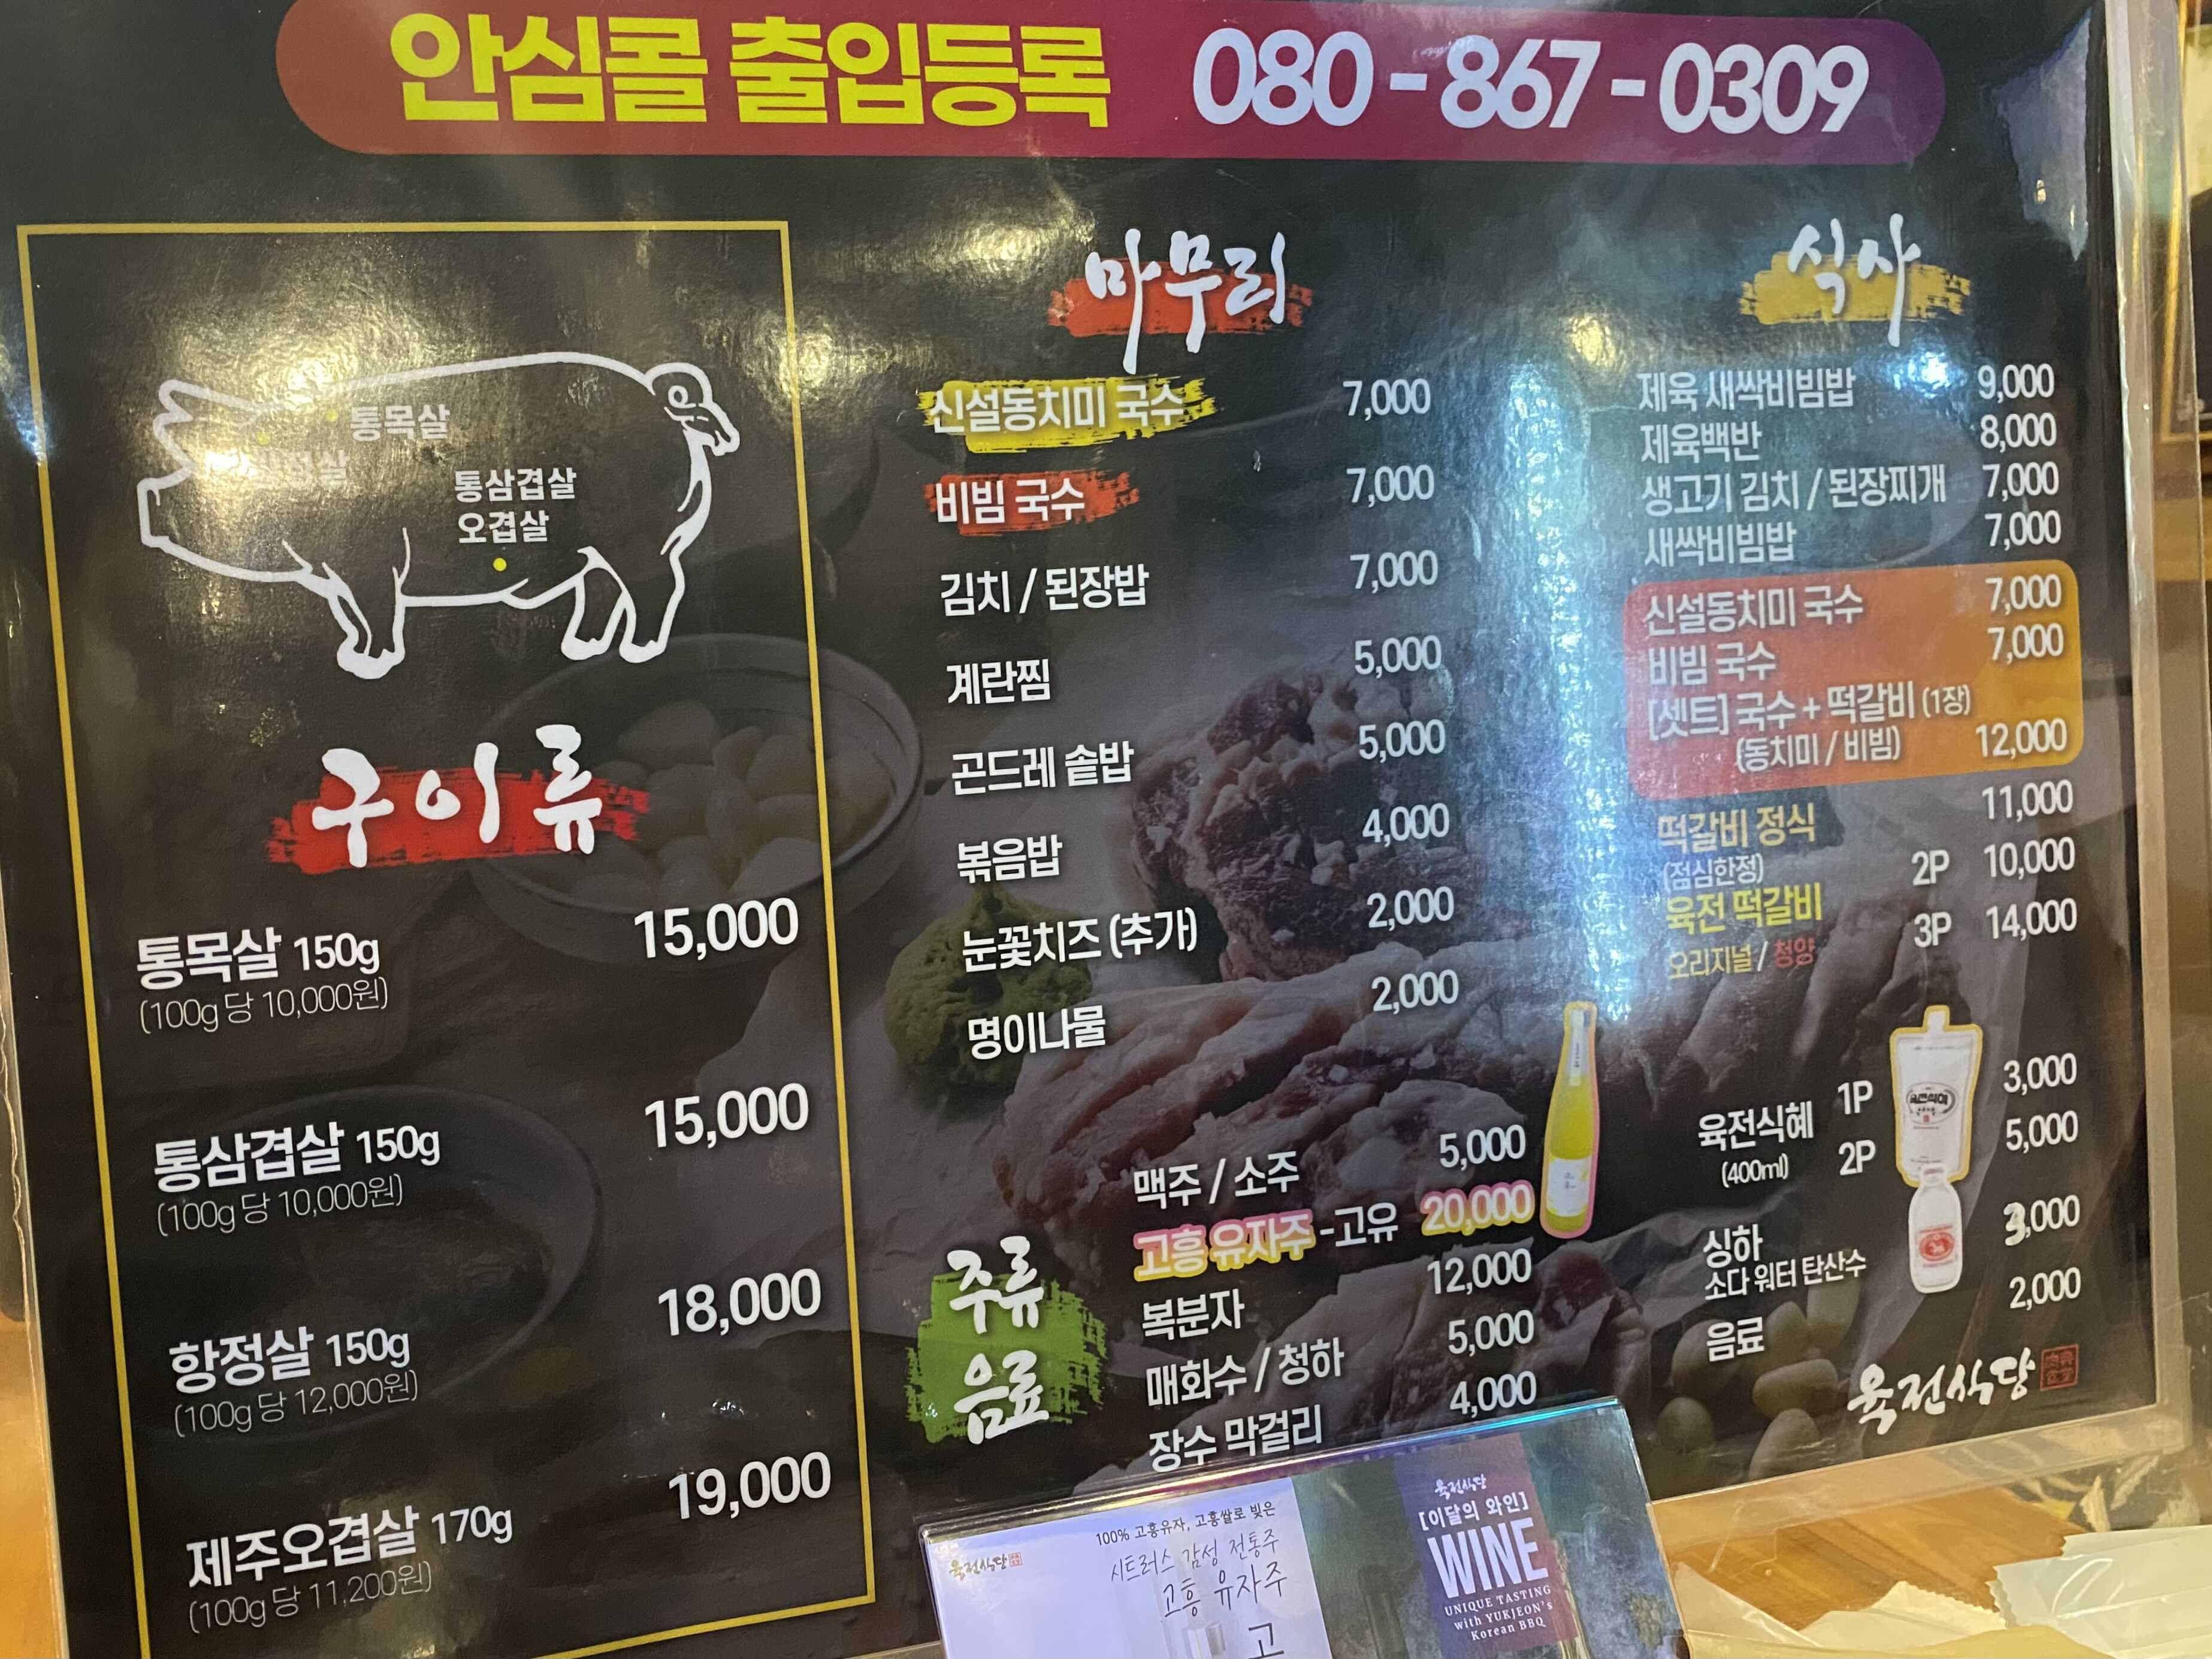 안심콜 출입등록 080-867-0309
통목살
통삼겹살
오겹살
구이류
통목살 150g 15,000
(100g 당 10,000원)
통삼겹살 150g 15,000
(100g 당 10,000원)
항정살 150g 18,000
(100g 당 12,000원)
제주오겹살 170g 19,000
(100g 당 11,200원)
마무리
신설동치미 국수 7,000
비빔 국수 7,000
김치 / 된장밥 7,000
계란찜 5,000
곤드레 솥밥 5,000
볶음밥 4,000
눈꽃치즈 (추가) 2,000
명이나물 2,000
식사
제육 새싹비빔밥 9,000
제육백반 8,000
생고기 김치 / 된장찌개 7,000
새싹비빔밥 7,000
신설동치미 국수 7,000
비빔 국수 7,000
[셋트] 국수 + 떡갈비 (1장)
(동치미 / 비빔) 12,000
떡갈비 정식 11,000
(점심한정)
육전 떡갈비 2P 10,000
오리지널 / 청양 3P 14,000
주류
음료
맥주 / 소주 5,000
고흥 유자주 -고유 20,000
복분자 12,000
매화수 / 청하 5,000
장수 막걸리 4,000
육전식혜 1P 3,000
(400ml) 2P 5,000
싱하 3,000
소다 워터 탄산수
음료 2,000
육전식당
육전식당
100% 고흥유자, 고흥쌀로 빚은
시트러스 감성 전통주
고흥 유자주
고
육전식당
[이달의 와인]
WINE
UNIQUE TASTING
with YUKJEON's
Korean BBQ